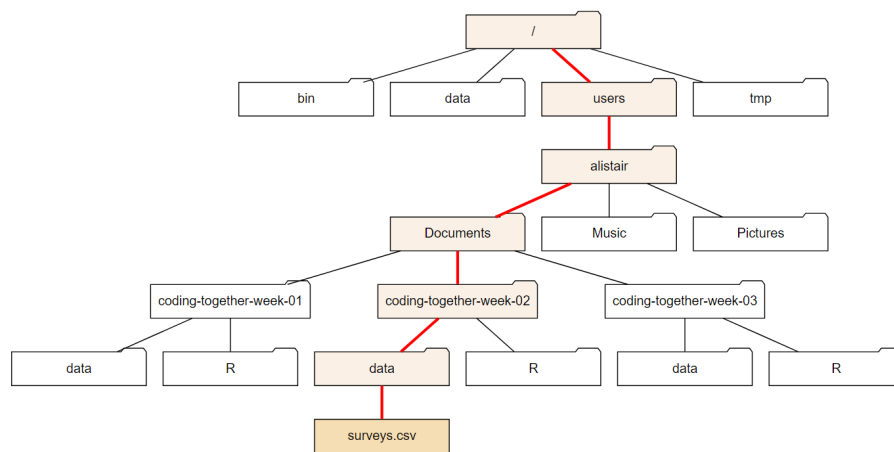 /
bin
data
users
tmp
alistair
Documents
Music
Pictures
coding-together-week-01
coding-together-week-02
coding-together-week-03
data
R
data
R
data
R
surveys.csv